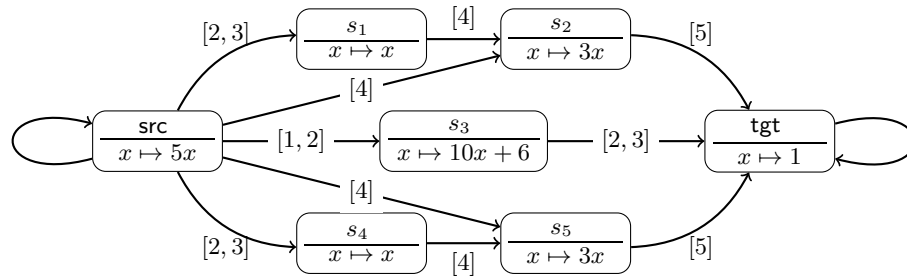 [2, 3]
s₁
x ↦ x
[4]
s₂
x ↦ 3x
[5]
[4]
src
x ↦ 5x
[1, 2]
s₃
x ↦ 10x + 6
[2, 3]
tgt
x ↦ 1
[4]
[2, 3]
s₄
x ↦ x
[4]
s₅
x ↦ 3x
[5]